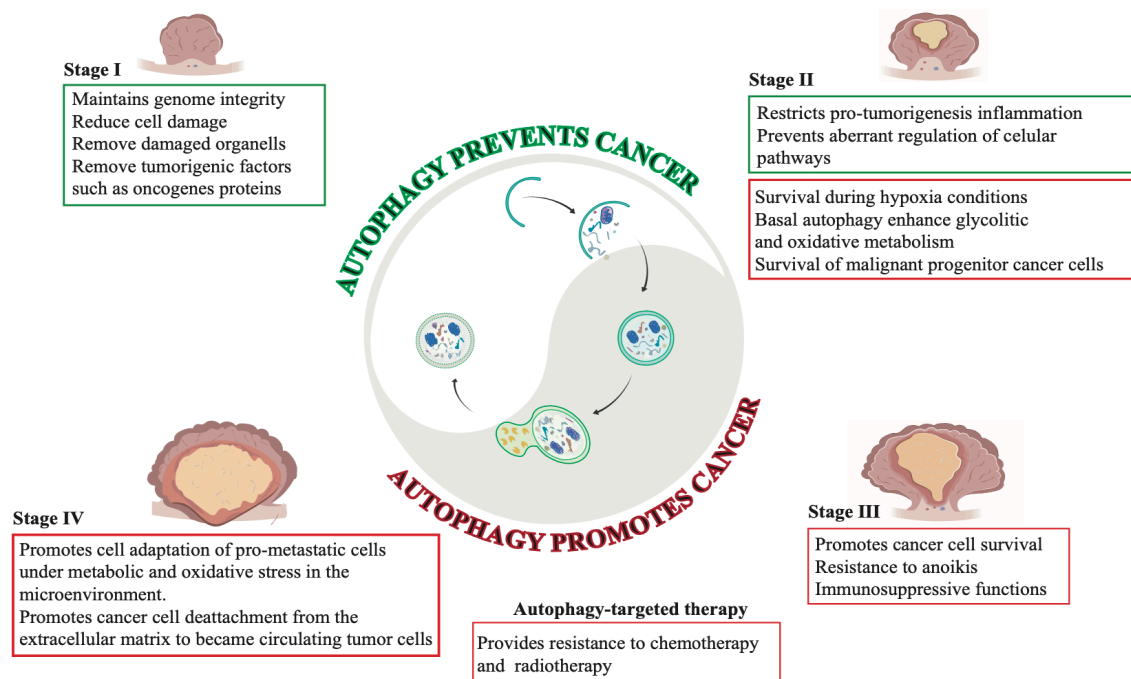 Stage I
Maintains genome integrity
Reduce cell damage
Remove damaged organells
Remove tumorigenic factors
such as oncogenes proteins
Stage II
Restricts pro-tumorigenesis inflammation
Prevents aberrant regulation of celular
pathways
Survival during hypoxia conditions
Basal autophagy enhance glycolitic
and oxidative metabolism
Survival of malignant progenitor cancer cells
AUTOPHAGY PREVENTS CANCER
AUTOPHAGY PROMOTES CANCER
Stage IV
Promotes cell adaptation of pro-metastatic cells
under metabolic and oxidative stress in the
microenvironment.
Promotes cancer cell deattachment from the
extracellular matrix to became circulating tumor cells
Stage III
Promotes cancer cell survival
Resistance to anoikis
Immunosuppressive functions
Autophagy-targeted therapy
Provides resistance to chemotherapy
and radiotherapy